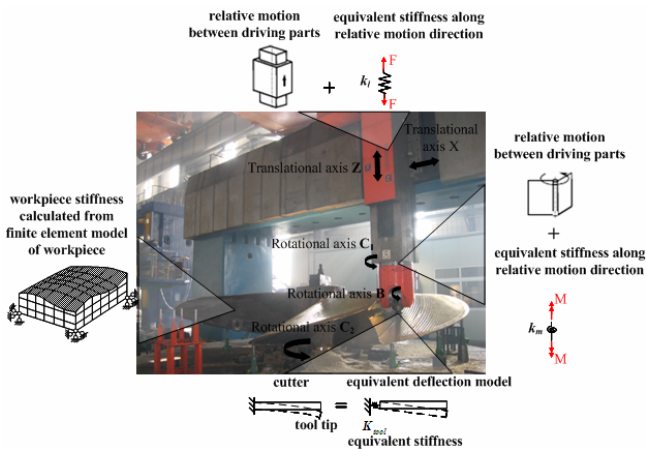 relative motion
between driving parts
+
equivalent stiffness along
relative motion direction
k_l
F
F
Translational
axis X
Translational axis Z
relative motion
between driving parts
+
equivalent stiffness along
relative motion direction
M
k_m
M
workpiece stiffness
calculated from
finite element model
of workpiece
Rotational axis C₁
Rotational axis B
Rotational axis C₂
cutter
tool tip
=
equivalent deflection model
K_tool
equivalent stiffness